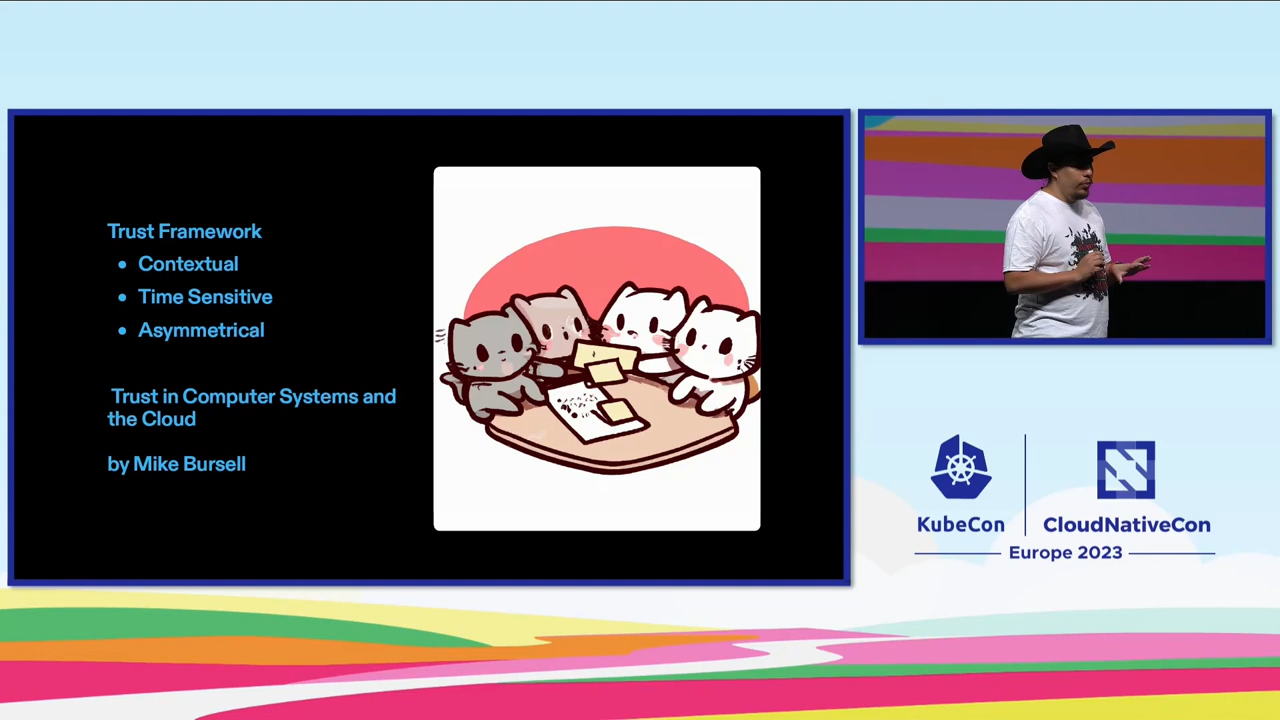 Trust Framework
• Contextual
• Time Sensitive
• Asymmetrical
Trust in Computer Systems and
the Cloud
by Mike Bursell
KubeCon
CloudNativeCon
Europe 2023